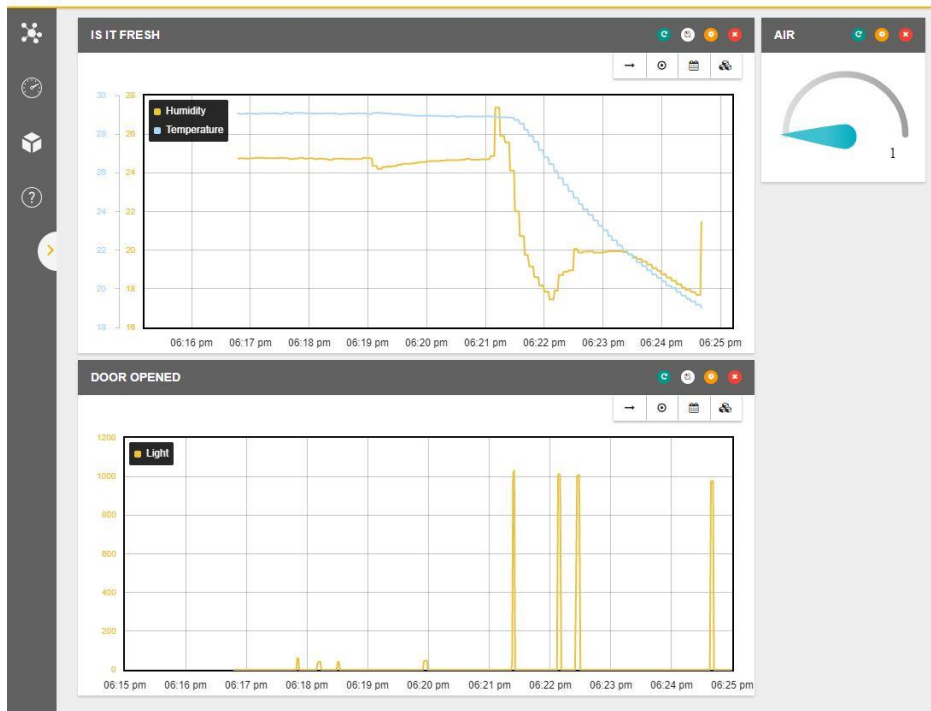 IS IT FRESH
AIR
Humidity
Temperature
30 28
28 26
26 24
24 22
22 20
20 18
18 16
06:16 pm 06:17 pm 06:18 pm 06:19 pm 06:20 pm 06:21 pm 06:22 pm 06:23 pm 06:24 pm 06:25 pm
1
DOOR OPENED
Light
1200
1000
800
600
400
200
0
06:15 pm 06:16 pm 06:17 pm 06:18 pm 06:19 pm 06:20 pm 06:21 pm 06:22 pm 06:23 pm 06:24 pm 06:25 pm